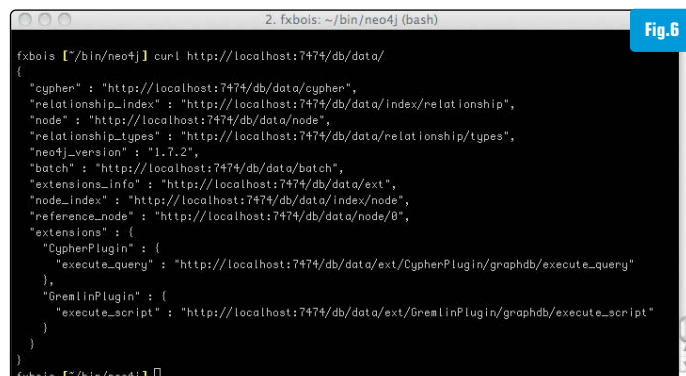 2. fxbois: ~/bin/neo4j (bash)
Fig.6
fxbois [~/bin/neo4j] curl http://localhost:7474/db/data/
{
"cypher" : "http://localhost:7474/db/data/cypher",
"relationship_index" : "http://localhost:7474/db/data/index/relationship",
"node" : "http://localhost:7474/db/data/node",
"relationship_types" : "http://localhost:7474/db/data/relationship/types",
"neo4j_version" : "1.7.2",
"batch" : "http://localhost:7474/db/data/batch",
"extensions_info" : "http://localhost:7474/db/data/ext",
"node_index" : "http://localhost:7474/db/data/index/node",
"reference_node" : "http://localhost:7474/db/data/node/0",
"extensions" : {
"CypherPlugin" : {
"execute_query" : "http://localhost:7474/db/data/ext/CypherPlugin/graphdb/execute_query"
},
"GremlinPlugin" : {
"execute_script" : "http://localhost:7474/db/data/ext/GremlinPlugin/graphdb/execute_script"
}
}
}
fxbois [~/bin/neo4j]